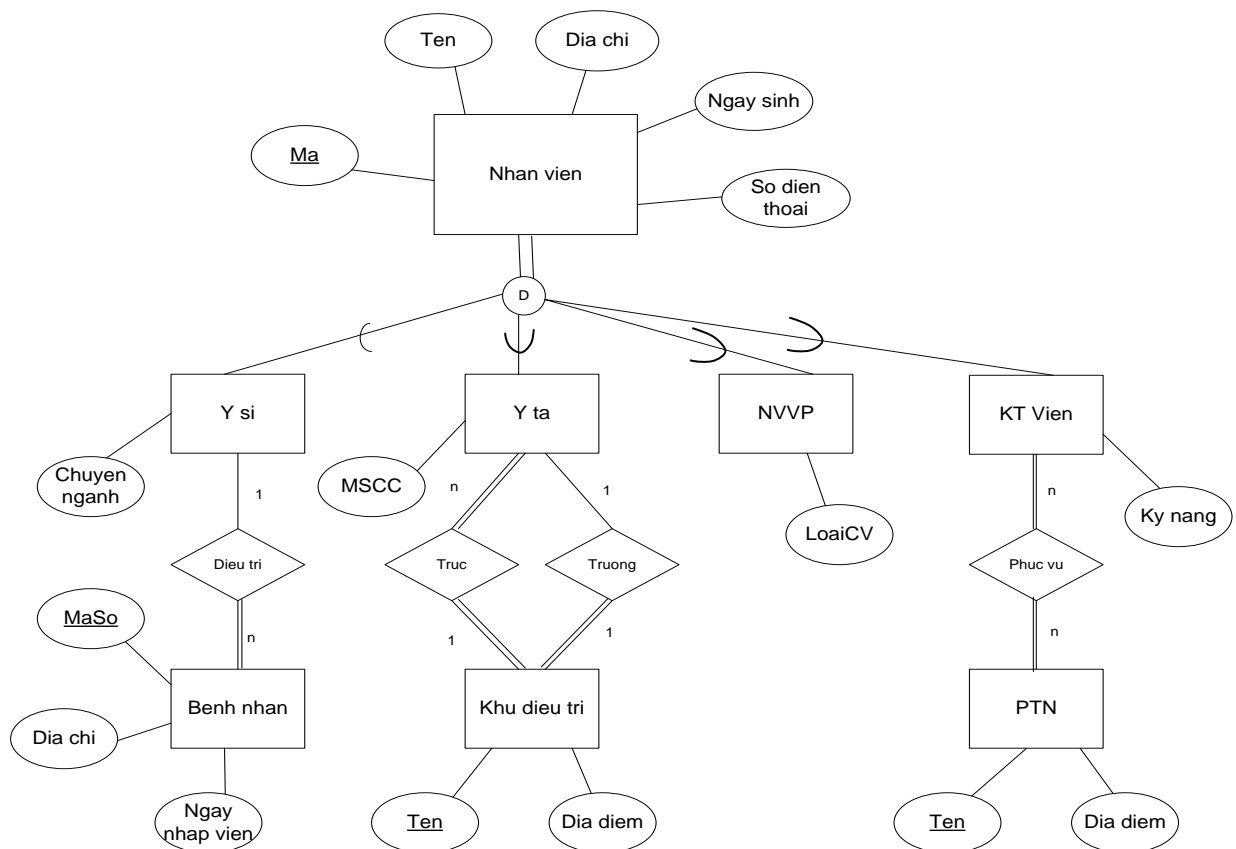 Ten
Dia chi
Ngay sinh
Ma
Nhan vien
So dien
thoai
D
Y si
Y ta
NVVP
KT Vien
Chuyen
nganh
MSCC
LoaiCV
Ky nang
1
n
1
n
Dieu tri
Truc
Truong
Phuc vu
MaSo
n
1
1
n
Benh nhan
Khu dieu tri
PTN
Dia chi
Ngay
nhap vien
Ten
Dia diem
Ten
Dia diem